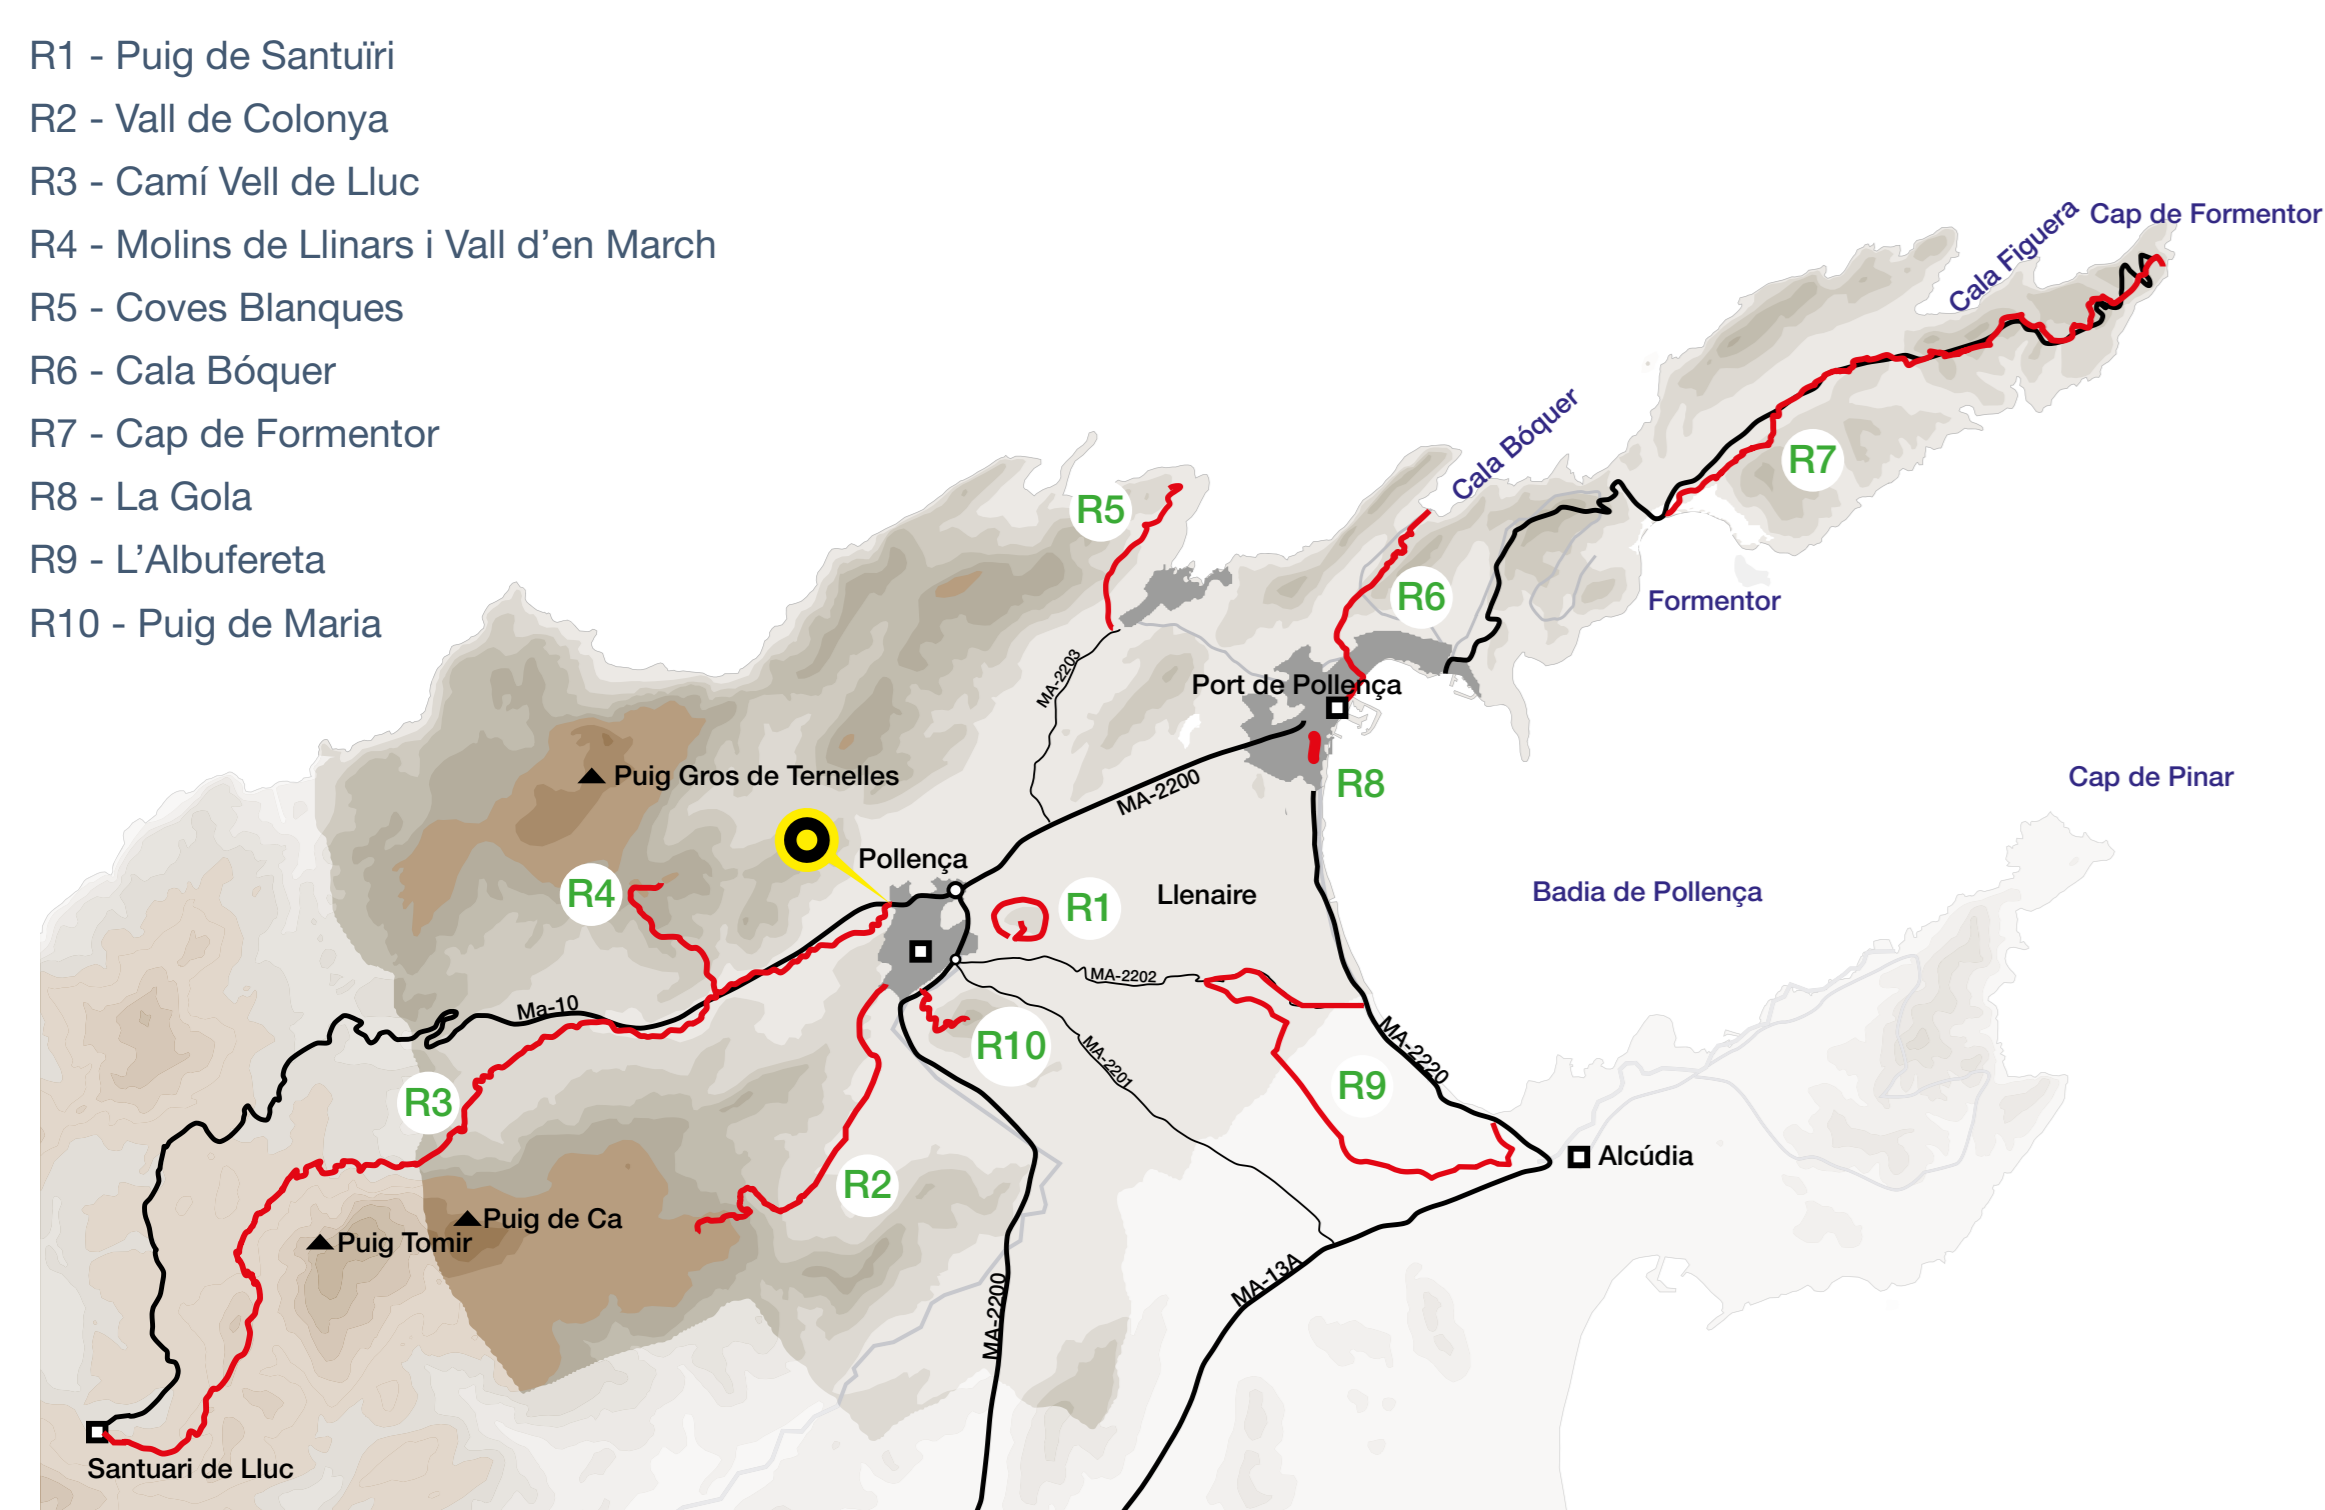 R1 - Puig de Santuïri
R2 - Vall de Colonya
R3 - Camí Vell de Lluc
R4 - Molins de Llinars i Vall d’en March
R5 - Coves Blanques
R6 - Cala Bóquer
R7 - Cap de Formentor
R8 - La Gola
R9 - L’Albufereta
R10 - Puig de Maria
Cap de Formentor
Cala Figuera
R7
Cala Bóquer
R5
R6
Formentor
MA-2203
Port de Pollença
Puig Gros de Ternelles
MA-2200
R8
Cap de Pinar
Pollença
R4
R1
Llenaire
Badia de Pollença
MA-2202
Ma-10
R10
MA-2201
MA-2220
R9
R3
Alcúdia
R2
Puig de Ca
Puig Tomir
MA-13A
MA-2200
Santuari de Lluc